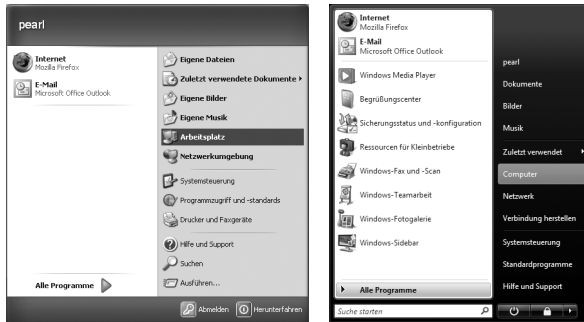 pearl
Internet
Mozilla Firefox
E-Mail
Microsoft Office Outlook
Alle Programme
Eigene Dateien
Zuletzt verwendete Dokumente
Eigene Bilder
Eigene Musik
Arbeitsplatz
Netzwerkumgebung
Systemsteuerung
Programmzugriff und -standards
Drucker und Faxgeräte
Hilfe und Support
Suchen
Ausführen...
Abmelden Herunterfahren
Internet
Mozilla Firefox
E-Mail
Microsoft Office Outlook
Windows Media Player
Begrüßungscenter
Sicherungsstatus und -konfiguration
Ressourcen für Kleinbetriebe
Windows-Fax und -Scan
Windows-Teamarbeit
Windows-Fotogalerie
Windows-Sidebar
Alle Programme
Suche starten
pearl
Dokumente
Bilder
Musik
Zuletzt verwendet
Computer
Netzwerk
Verbindung herstellen
Systemsteuerung
Standardprogramme
Hilfe und Support